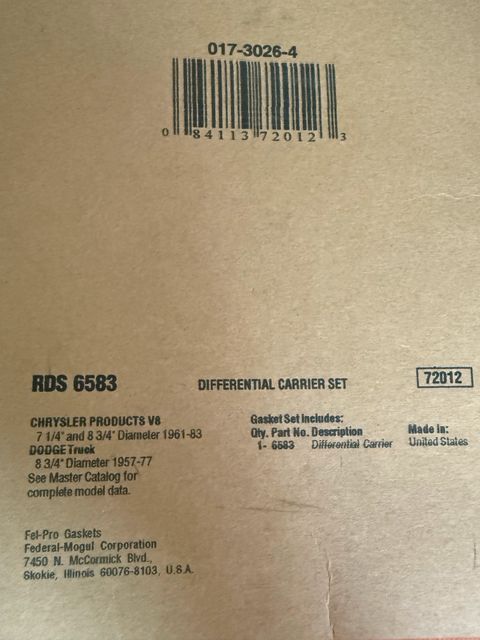 017-3026-4
0 84113 72012 3
RDS 6583 DIFFERENTIAL CARRIER SET 72012
CHRYSLER PRODUCTS V8
7 1/4" and 8 3/4" Diameter 1961-83
DODGE Truck
8 3/4" Diameter 1957-77
See Master Catalog for
complete model data.
Gasket Set Includes:
Qty. Part No. Description
1- 6583 Differential Carrier
Made in:
United States
Fel-Pro Gaskets
Federal-Mogul Corporation
7450 N. McCormick Blvd.,
Skokie, Illinois 60076-8103, U.S.A.